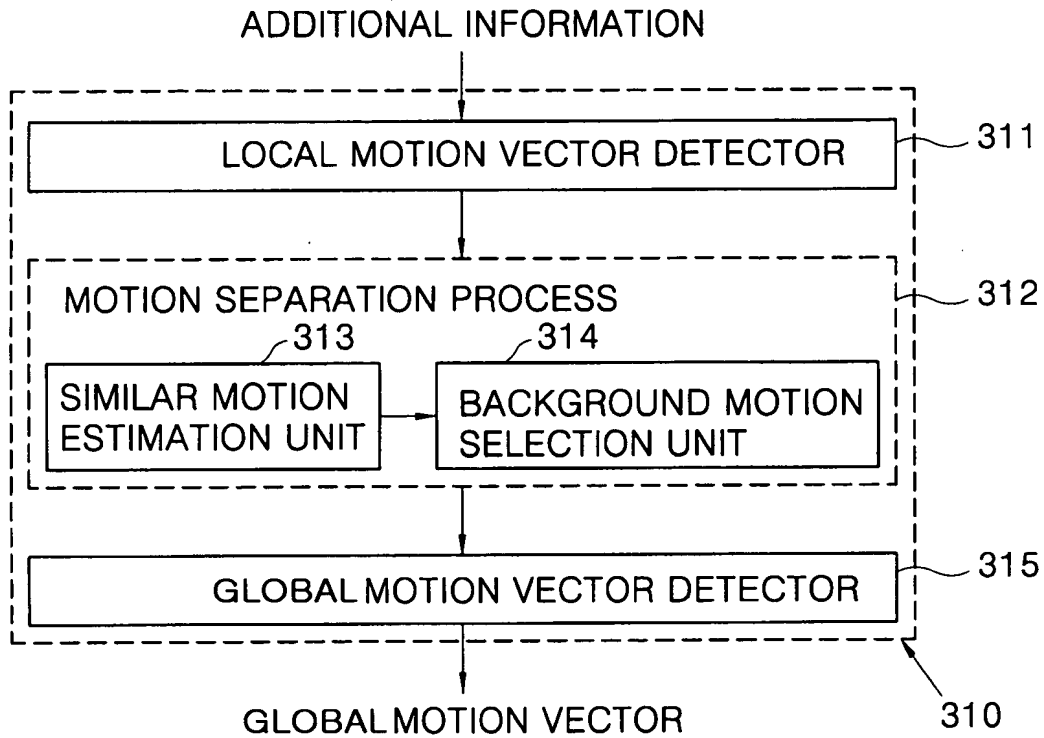 ADDITIONAL INFORMATION
LOCAL MOTION VECTOR DETECTOR
311
MOTION SEPARATION PROCESS
312
313
314
SIMILAR MOTION
ESTIMATION UNIT
BACKGROUND MOTION
SELECTION UNIT
GLOBAL MOTION VECTOR DETECTOR
315
GLOBAL MOTION VECTOR
310